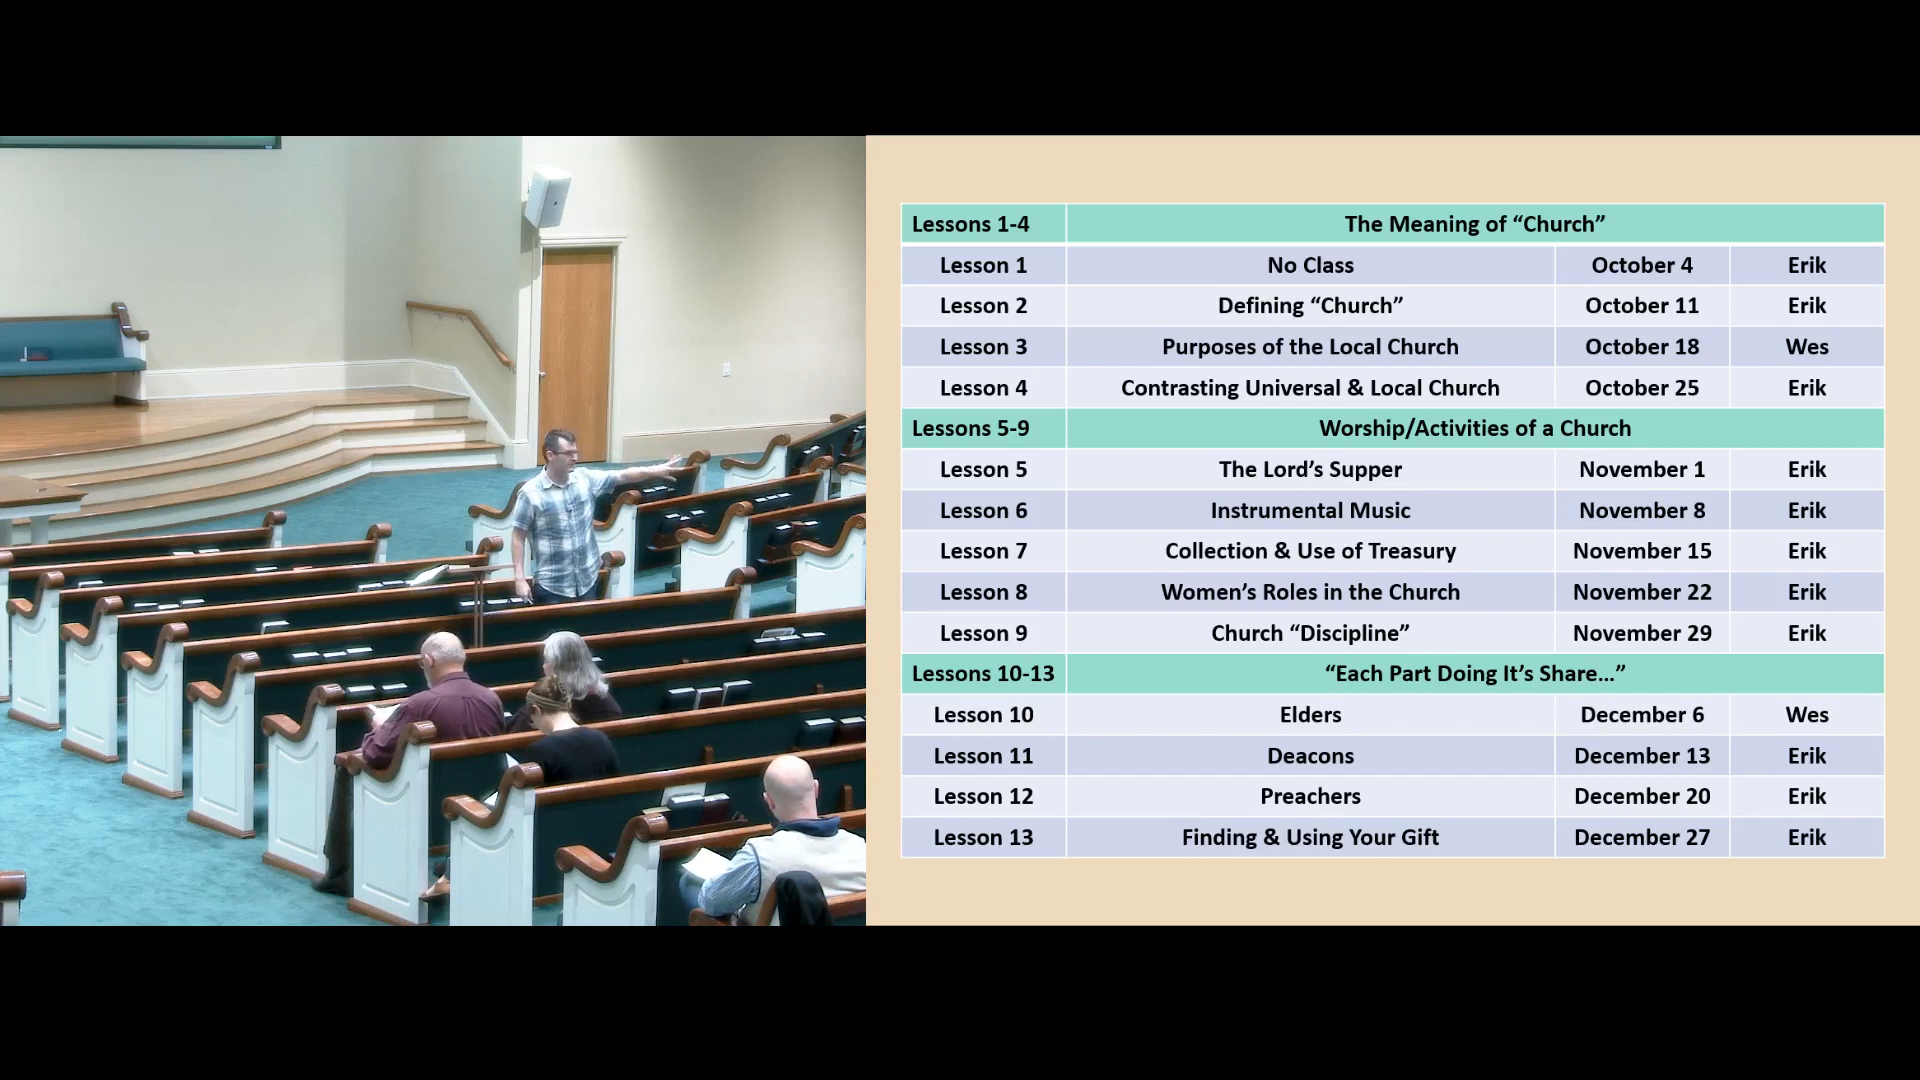 Lessons 1-4 The Meaning of “Church”
Lesson 1 No Class October 4 Erik
Lesson 2 Defining “Church” October 11 Erik
Lesson 3 Purposes of the Local Church October 18 Wes
Lesson 4 Contrasting Universal & Local Church October 25 Erik
Lessons 5-9 Worship/Activities of a Church
Lesson 5 The Lord’s Supper November 1 Erik
Lesson 6 Instrumental Music November 8 Erik
Lesson 7 Collection & Use of Treasury November 15 Erik
Lesson 8 Women’s Roles in the Church November 22 Erik
Lesson 9 Church “Discipline” November 29 Erik
Lessons 10-13 “Each Part Doing It’s Share...”
Lesson 10 Elders December 6 Wes
Lesson 11 Deacons December 13 Erik
Lesson 12 Preachers December 20 Erik
Lesson 13 Finding & Using Your Gift December 27 Erik